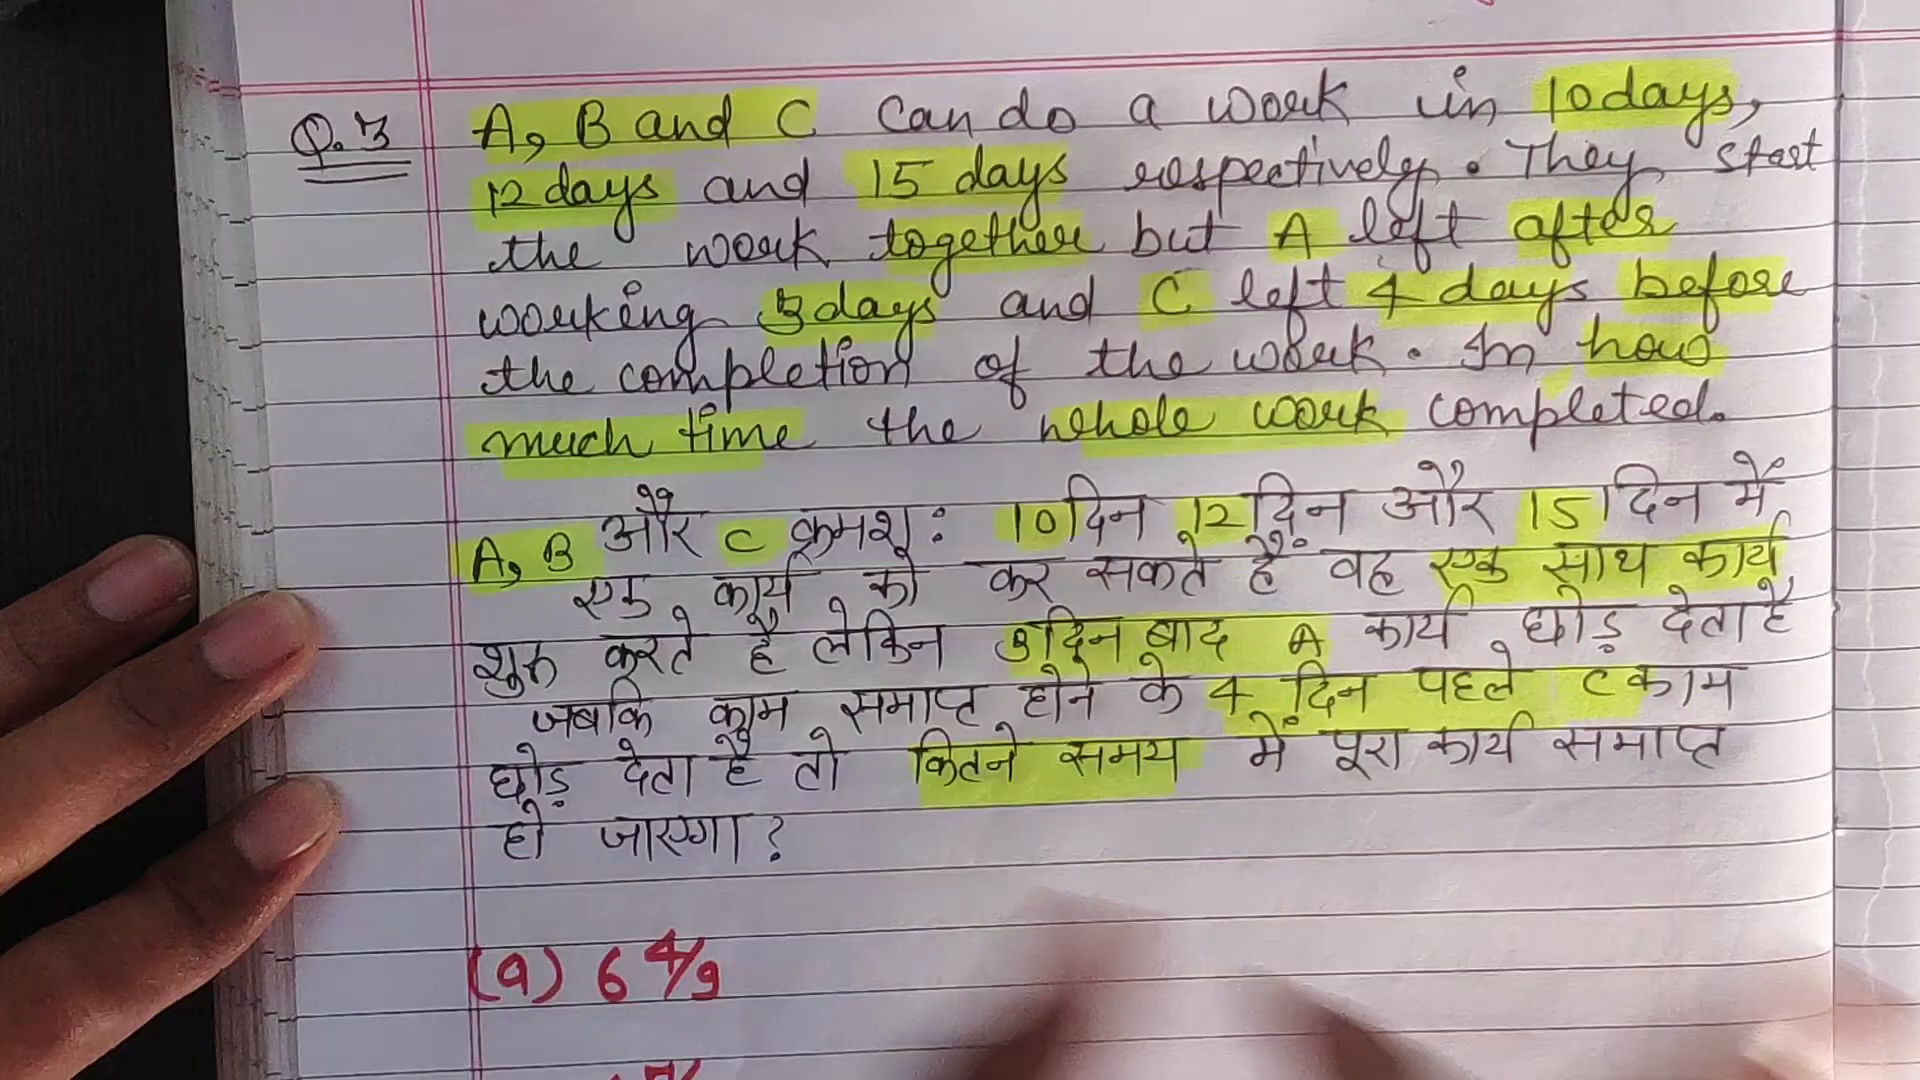 Q.3 A, B and C can do a work in 10 days,
12 days and 15 days respectively. They start
the work together but A left after
working 3 days and C left 4 days before
the completion of the work. In how
much time the whole work completed.
A, B और C क्रमशः 10 दिन 12 दिन और 15 दिन में
एक कार्य को कर सकते हैं वह एक साथ कार्य
शुरू करते हैं लेकिन 3 दिन बाद A कार्य छोड़ देता है
जबकि काम समाप्त होने के 4 दिन पहले C काम
छोड़ देता है तो कितने समय में पूरा कार्य समाप्त
हो जाएगा?
(a) 6 4/9